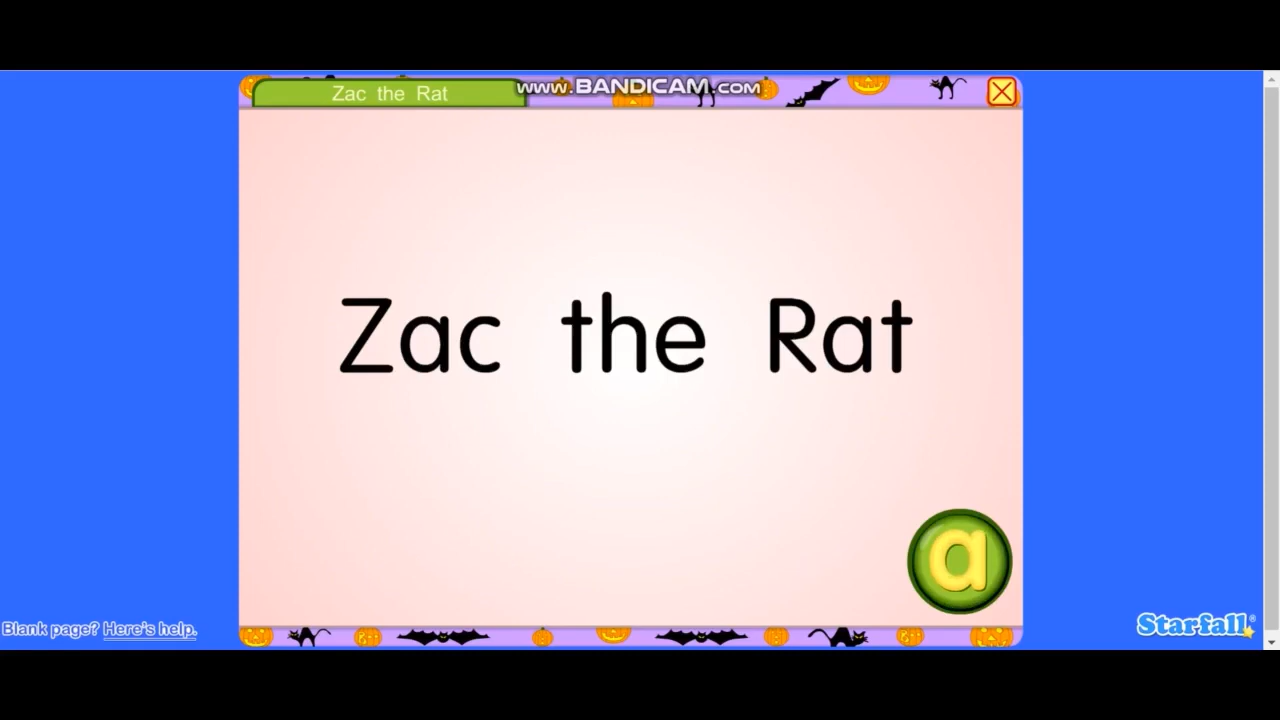 Zac the Rat
www.BANDICAM.com
Zac the Rat
a
Blank page? Here's help.
Starfall®